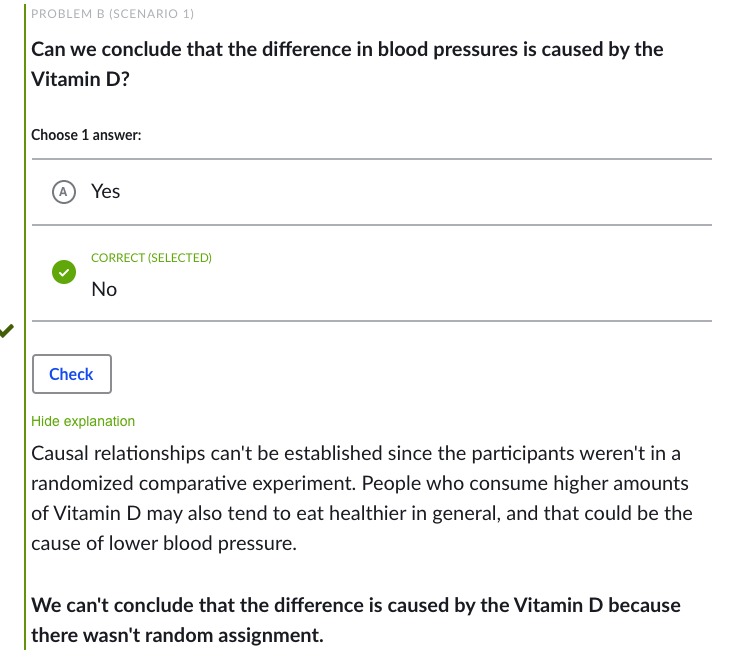 PROBLEM B (SCENARIO 1)
Can we conclude that the difference in blood pressures is caused by the
Vitamin D?
Choose 1 answer:
A Yes
CORRECT (SELECTED)
No
Check
Hide explanation
Causal relationships can't be established since the participants weren't in a
randomized comparative experiment. People who consume higher amounts
of Vitamin D may also tend to eat healthier in general, and that could be the
cause of lower blood pressure.
We can't conclude that the difference is caused by the Vitamin D because
there wasn't random assignment.